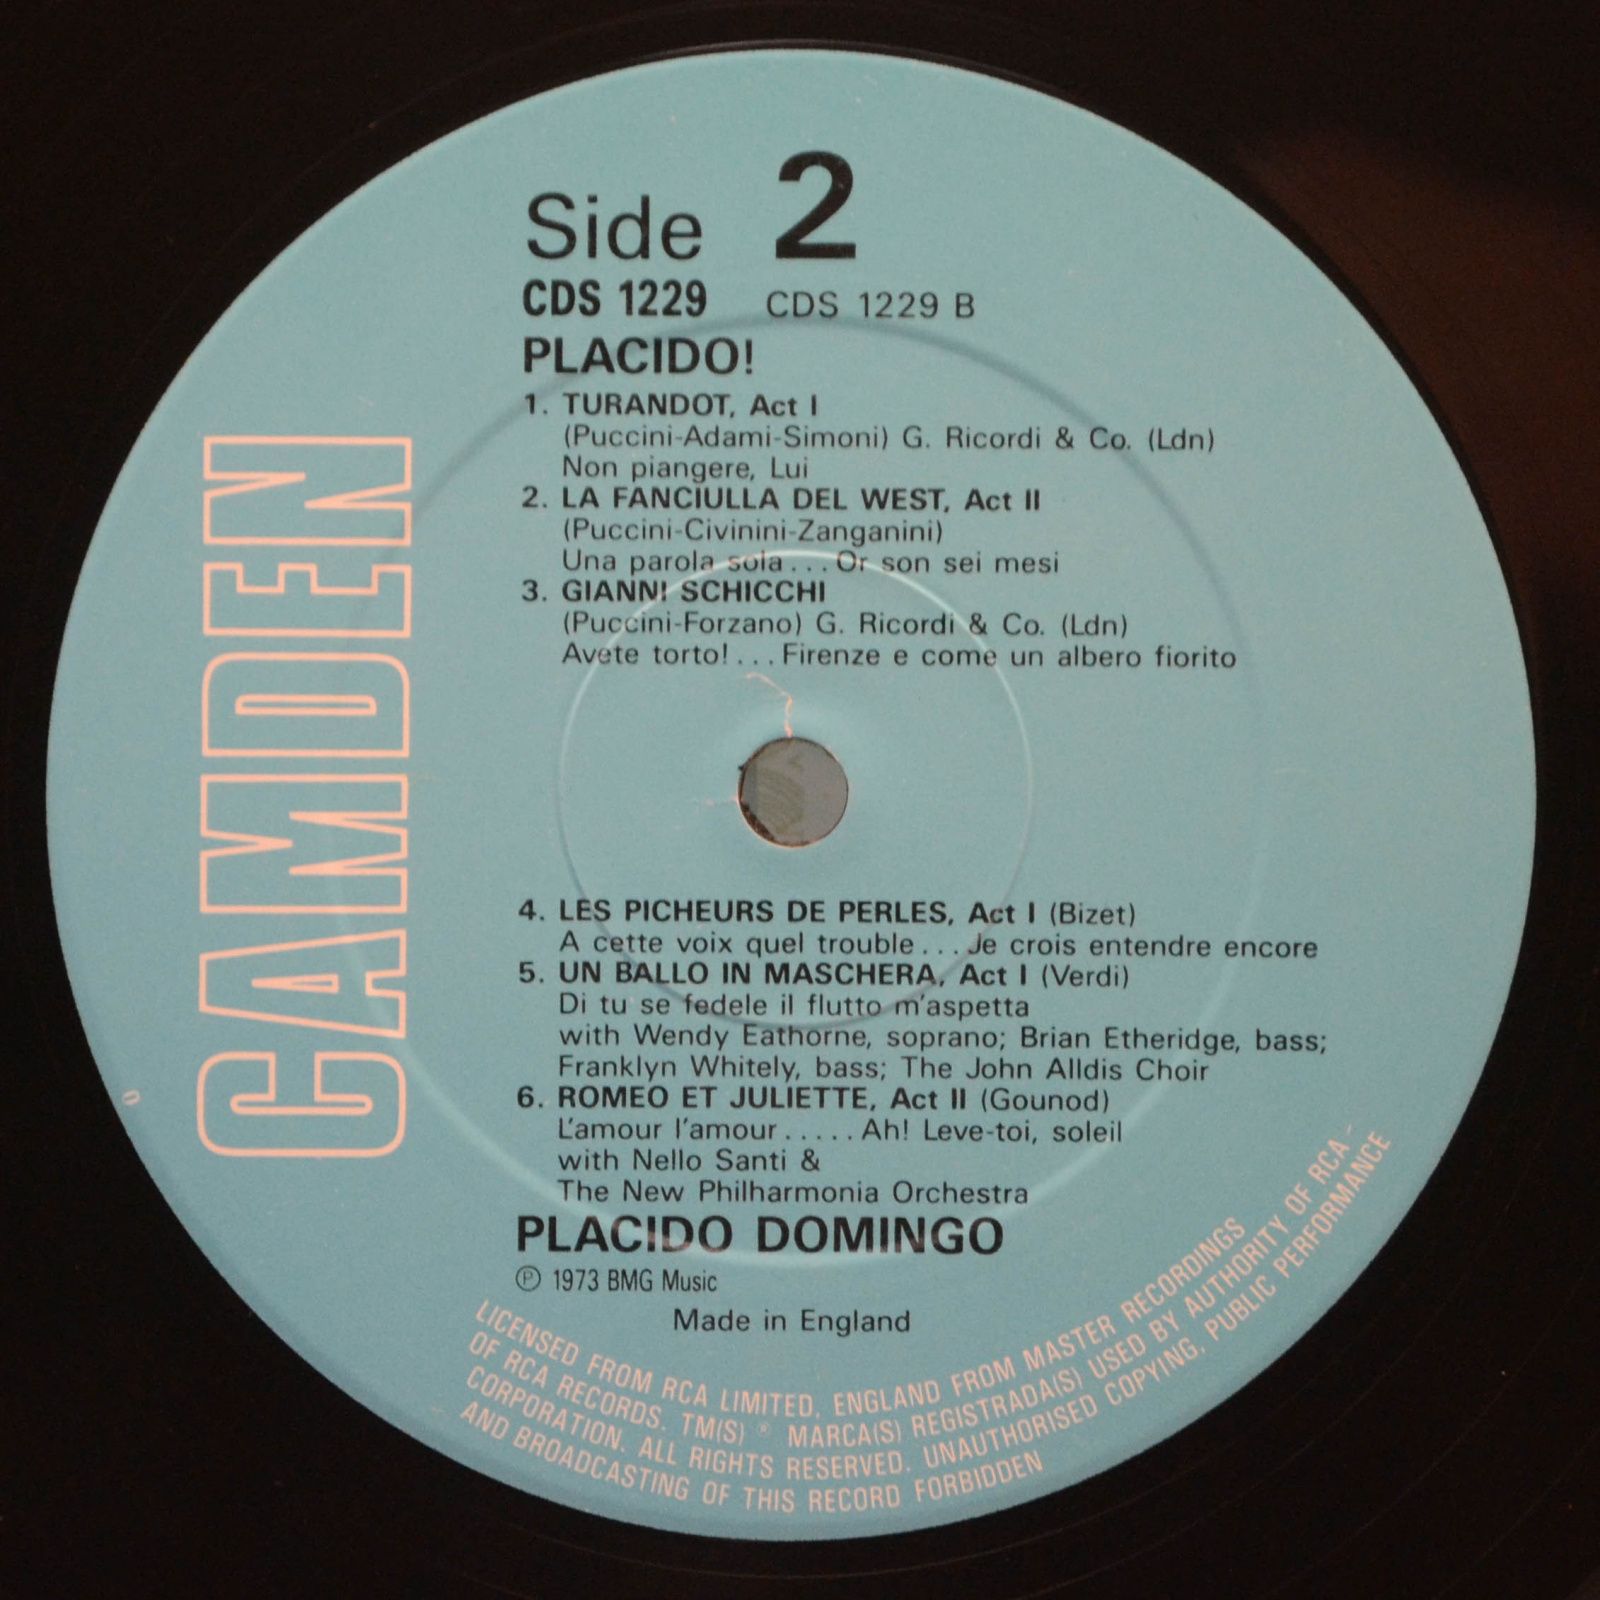 CAMDEN
Side 2
CDS 1229 CDS 1229 B
PLACIDO!
1. TURANDOT, Act I
(Puccini-Adami-Simoni) G. Ricordi & Co. (Ldn)
Non piangere, Lui
2. LA FANCIULLA DEL WEST, Act II
(Puccini-Civinini-Zanganini)
Una parola sola... Or son sei mesi
3. GIANNI SCHICCHI
(Puccini-Forzano) G. Ricordi & Co. (Ldn)
Avete torto!... Firenze e come un albero fiorito
4. LES PICHEURS DE PERLES, Act I (Bizet)
A cette voix quel trouble... Je crois entendre encore
5. UN BALLO IN MASCHERA, Act I (Verdi)
Di tu se fedele il flutto m'aspetta
with Wendy Eathorne, soprano; Brian Etheridge, bass;
Franklyn Whitely, bass; The John Alldis Choir
6. ROMEO ET JULIETTE, Act II (Gounod)
L'amour l'amour..... Ah! Leve-toi, soleil
with Nello Santi &
The New Philharmonia Orchestra
PLACIDO DOMINGO
℗ 1973 BMG Music
Made in England
LICENSED FROM RCA LIMITED, ENGLAND FROM MASTER RECORDINGS
OF RCA RECORDS. TM(S) ® MARCA(S) REGISTRADA(S) USED BY AUTHORITY OF RCA -
CORPORATION. ALL RIGHTS RESERVED. UNAUTHORISED COPYING, PUBLIC PERFORMANCE
AND BROADCASTING OF THIS RECORD FORBIDDEN
0